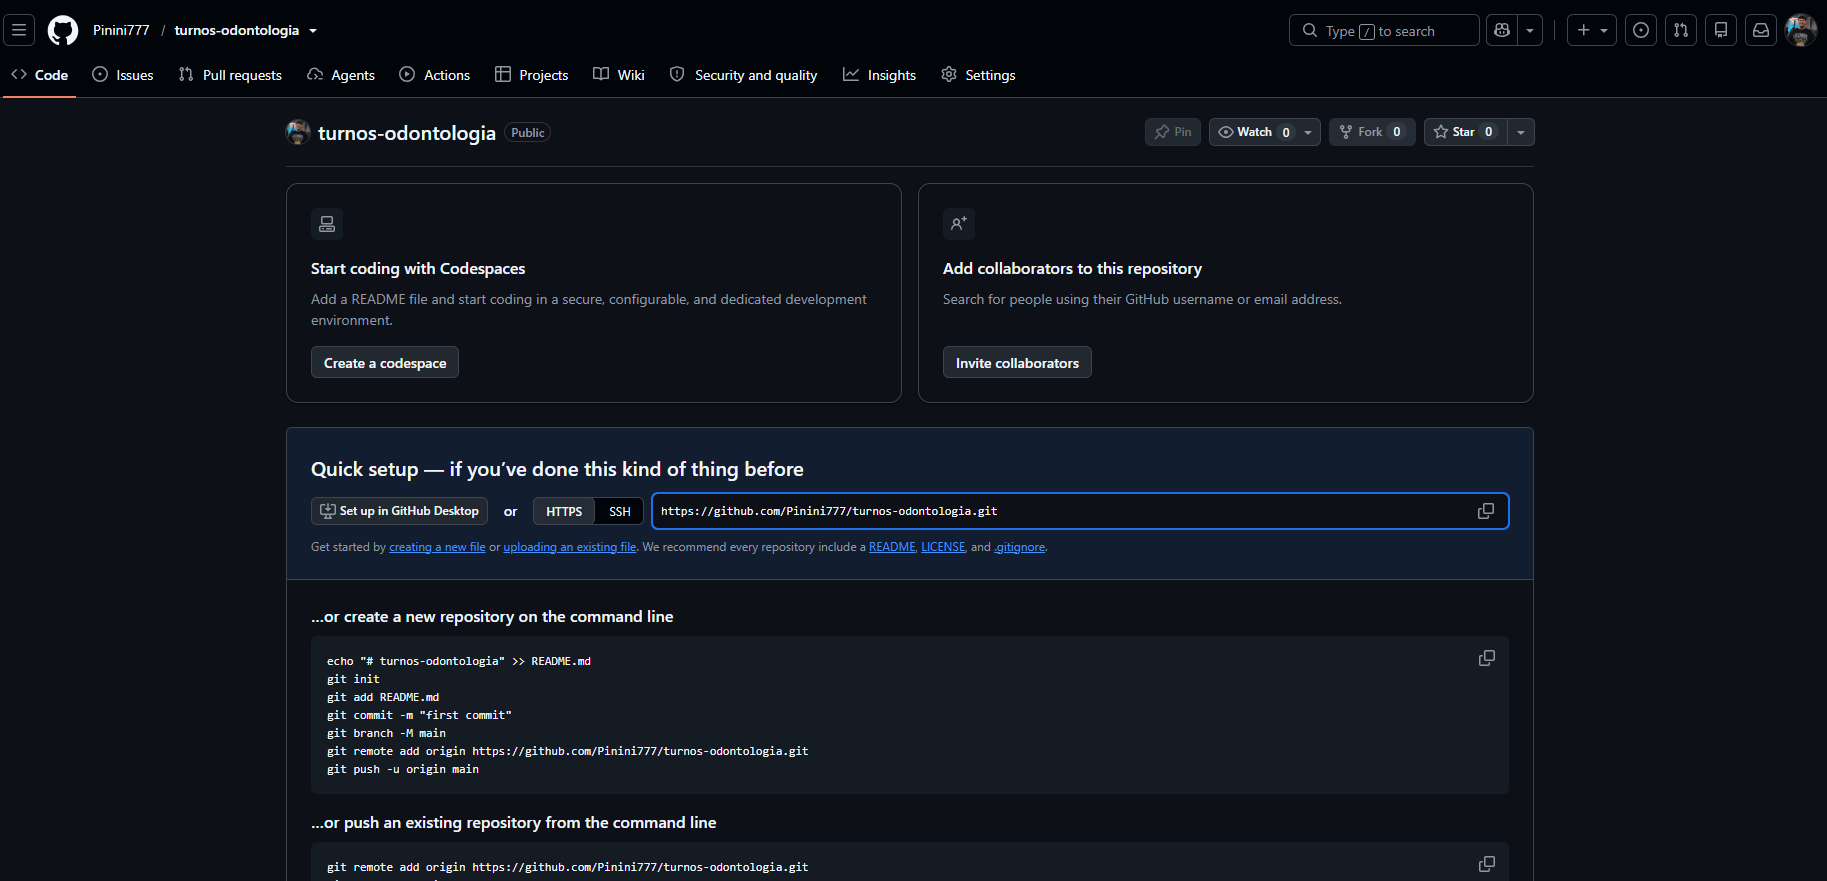 Pinini777 / turnos-odontologia
Type / to search
Code
Issues
Pull requests
Agents
Actions
Projects
Wiki
Security and quality
Insights
Settings
turnos-odontologia Public
Pin
Watch 0
Fork 0
Star 0
Start coding with Codespaces
Add a README file and start coding in a secure, configurable, and dedicated development
environment.
Create a codespace
Add collaborators to this repository
Search for people using their GitHub username or email address.
Invite collaborators
Quick setup — if you’ve done this kind of thing before
Set up in GitHub Desktop or HTTPS SSH https://github.com/Pinini777/turnos-odontologia.git
Get started by creating a new file or uploading an existing file. We recommend every repository include a README, LICENSE, and .gitignore.
…or create a new repository on the command line
echo "# turnos-odontologia" >> README.md
git init
git add README.md
git commit -m "first commit"
git branch -M main
git remote add origin https://github.com/Pinini777/turnos-odontologia.git
git push -u origin main
…or push an existing repository from the command line
git remote add origin https://github.com/Pinini777/turnos-odontologia.git